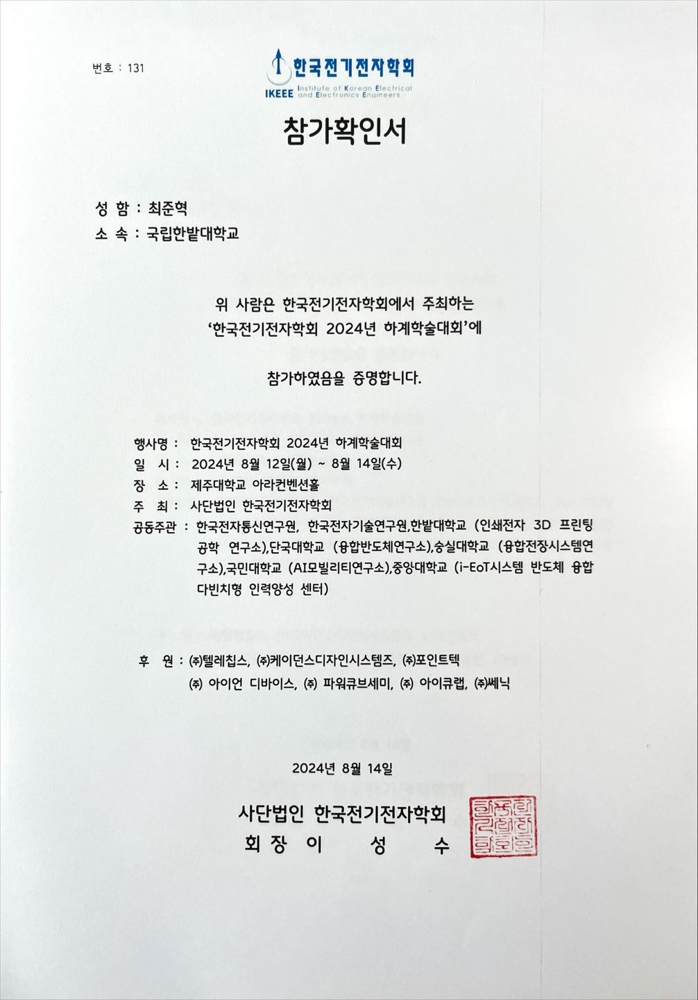 번호 : 131
한국전기전자학회
IKEEE Institute of Korean Electrical
and Electronics Engineers
참가확인서
성 함 : 최준혁
소 속 : 국립한밭대학교
위 사람은 한국전기전자학회에서 주최하는
‘한국전기전자학회 2024년 하계학술대회’에
참가하였음을 증명합니다.
행사명 : 한국전기전자학회 2024년 하계학술대회
일 시 : 2024년 8월 12일(월) ~ 8월 14일(수)
장 소 : 제주대학교 아라컨벤션홀
주 최 : 사단법인 한국전기전자학회
공동주관 : 한국전자통신연구원, 한국전자기술연구원,한밭대학교 (인쇄전자 3D 프린팅
공학 연구소),단국대학교 (융합반도체연구소),숭실대학교 (융합전장시스템연
구소),국민대학교 (AI모빌리티연구소),중앙대학교 (i-EoT시스템 반도체 융합
다빈치형 인력양성 센터)
후 원 : ㈜텔레칩스, ㈜케이던스디자인시스템즈, ㈜포인트텍
㈜ 아이언 디바이스, ㈜ 파워큐브세미, ㈜ 아이큐랩, ㈜쎄닉
2024년 8월 14일
사단법인 한국전기전자학회
회 장 이 성 수